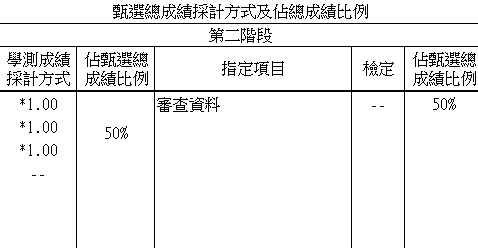 甄選總成績採計方式及佔總成績比例
第二階段
學測成績
採計方式
佔甄選總
成績比例
指定項目
檢定
佔甄選總
成績比例
*1.00
*1.00
*1.00
--
50%
審查資料
--
50%